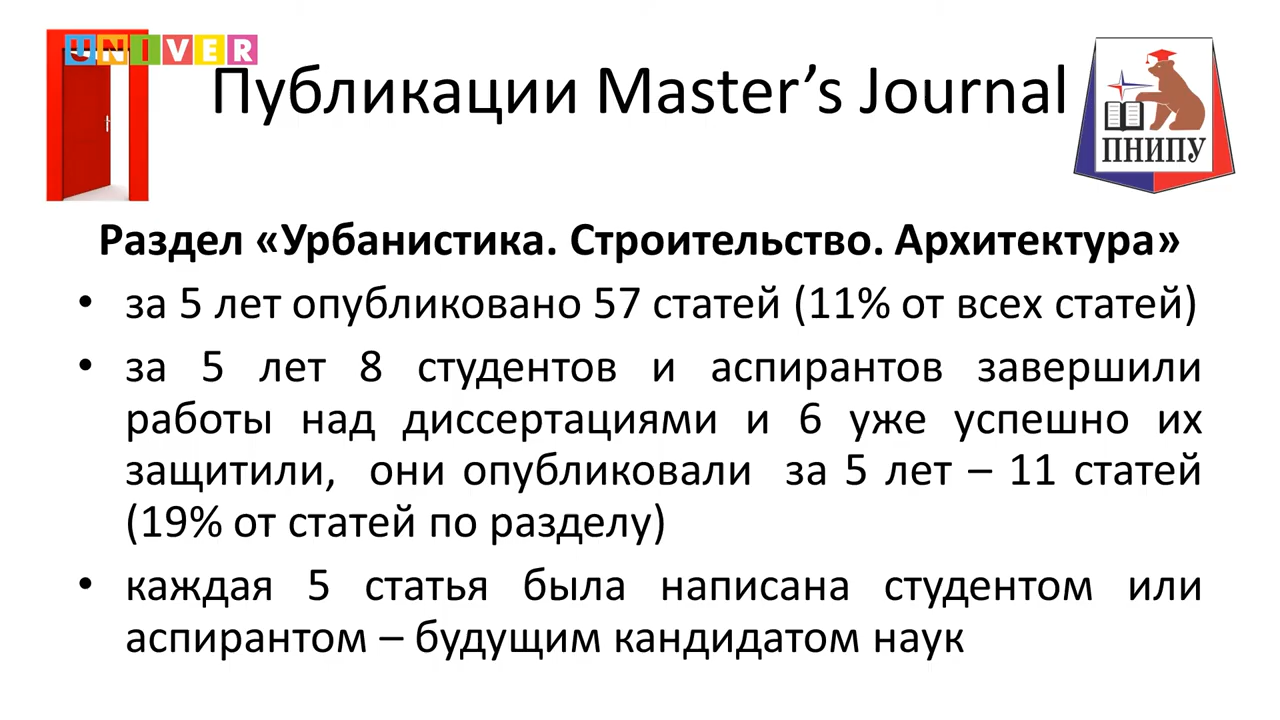 UNIVER
Публикации Master’s Journal
ПНИПУ
Раздел «Урбанистика. Строительство. Архитектура»
• за 5 лет опубликовано 57 статей (11% от всех статей)
• за 5 лет 8 студентов и аспирантов завершили
работы над диссертациями и 6 уже успешно их
защитили, они опубликовали за 5 лет – 11 статей
(19% от статей по разделу)
• каждая 5 статья была написана студентом или
аспирантом – будущим кандидатом наук